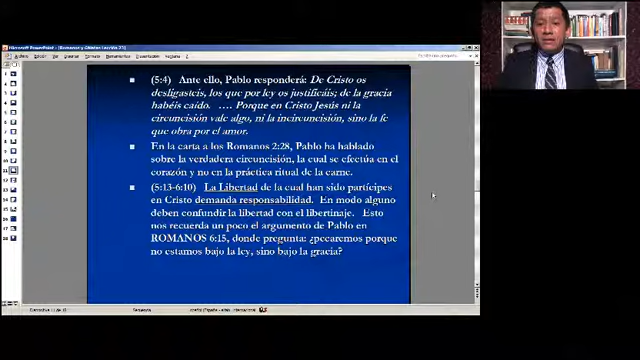 Microsoft PowerPoint - [Romanos y Gálatas Lección 23]
(5:4) Ante ello, Pablo responderá: De Cristo os
desligasteis, los que por ley os justificáis; de la gracia
habéis caído. .... Porque en Cristo Jesús ni la
circuncisión vale algo, ni la incircuncisión, sino la fe
que obra por el amor.
En la carta a los Romanos 2:28, Pablo ha hablado
sobre la verdadera circuncisión, la cual se efectúa en el
corazón y no en la práctica ritual de la carne.
(5:13-6:10) La Libertad de la cual han sido partícipes
en Cristo demanda responsabilidad. En modo alguno
deben confundir la libertad con el libertinaje. Esto
nos recuerda un poco el argumento de Pablo en
ROMANOS 6:15, donde pregunta: ¿pecaremos porque
no estamos bajo la ley, sino bajo la gracia?